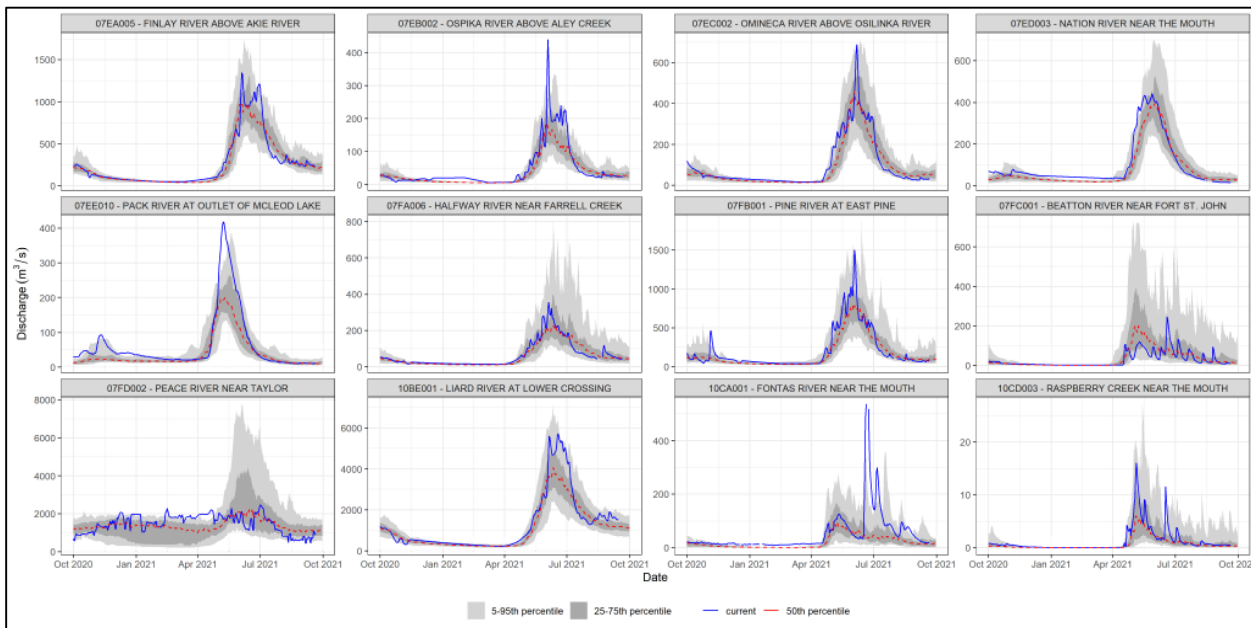 07EA005 - FINLAY RIVER ABOVE AKIE RIVER
07EB002 - OSPIKA RIVER ABOVE ALEY CREEK
07EC002 - OMINECA RIVER ABOVE OSILINKA RIVER
07ED003 - NATION RIVER NEAR THE MOUTH
1500
1000
500
0
400
300
200
100
0
600
400
200
0
600
400
200
0
07EE010 - PACK RIVER AT OUTLET OF MCLEOD LAKE
07FA006 - HALFWAY RIVER NEAR FARRELL CREEK
07FB001 - PINE RIVER AT EAST PINE
07FC001 - BEATTON RIVER NEAR FORT ST. JOHN
Discharge (m³/s)
400
300
200
100
0
800
600
400
200
0
1500
1000
500
0
600
400
200
0
07FD002 - PEACE RIVER NEAR TAYLOR
10BE001 - LIARD RIVER AT LOWER CROSSING
10CA001 - FONTAS RIVER NEAR THE MOUTH
10CD003 - RASPBERRY CREEK NEAR THE MOUTH
8000
6000
4000
2000
0
6000
4000
2000
0
400
200
0
20
10
0
Oct 2020 Jan 2021 Apr 2021 Jul 2021 Oct 2021
Oct 2020 Jan 2021 Apr 2021 Jul 2021 Oct 2021
Oct 2020 Jan 2021 Apr 2021 Jul 2021 Oct 2021
Oct 2020 Jan 2021 Apr 2021 Jul 2021 Oct 202
Date
5-95th percentile 25-75th percentile current 50th percentile